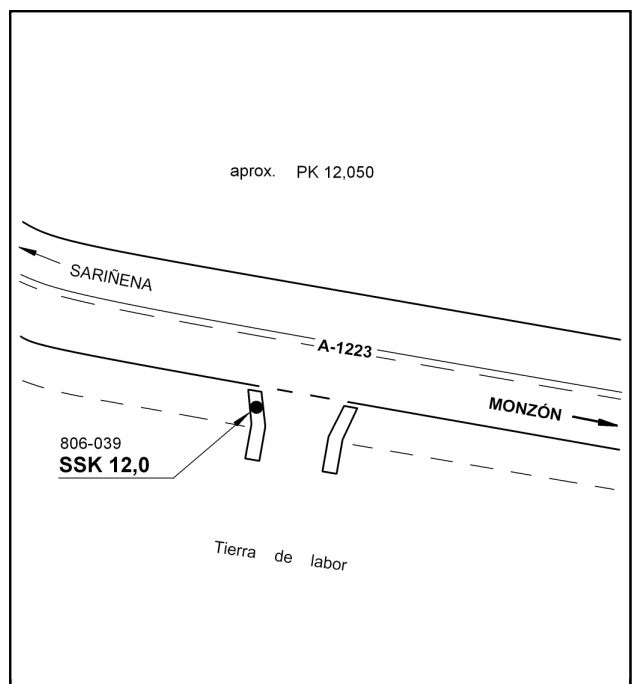 aprox. PK 12,050
SARIÑENA
A-1223
MONZÓN
806-039
SSK 12,0
Tierra de labor